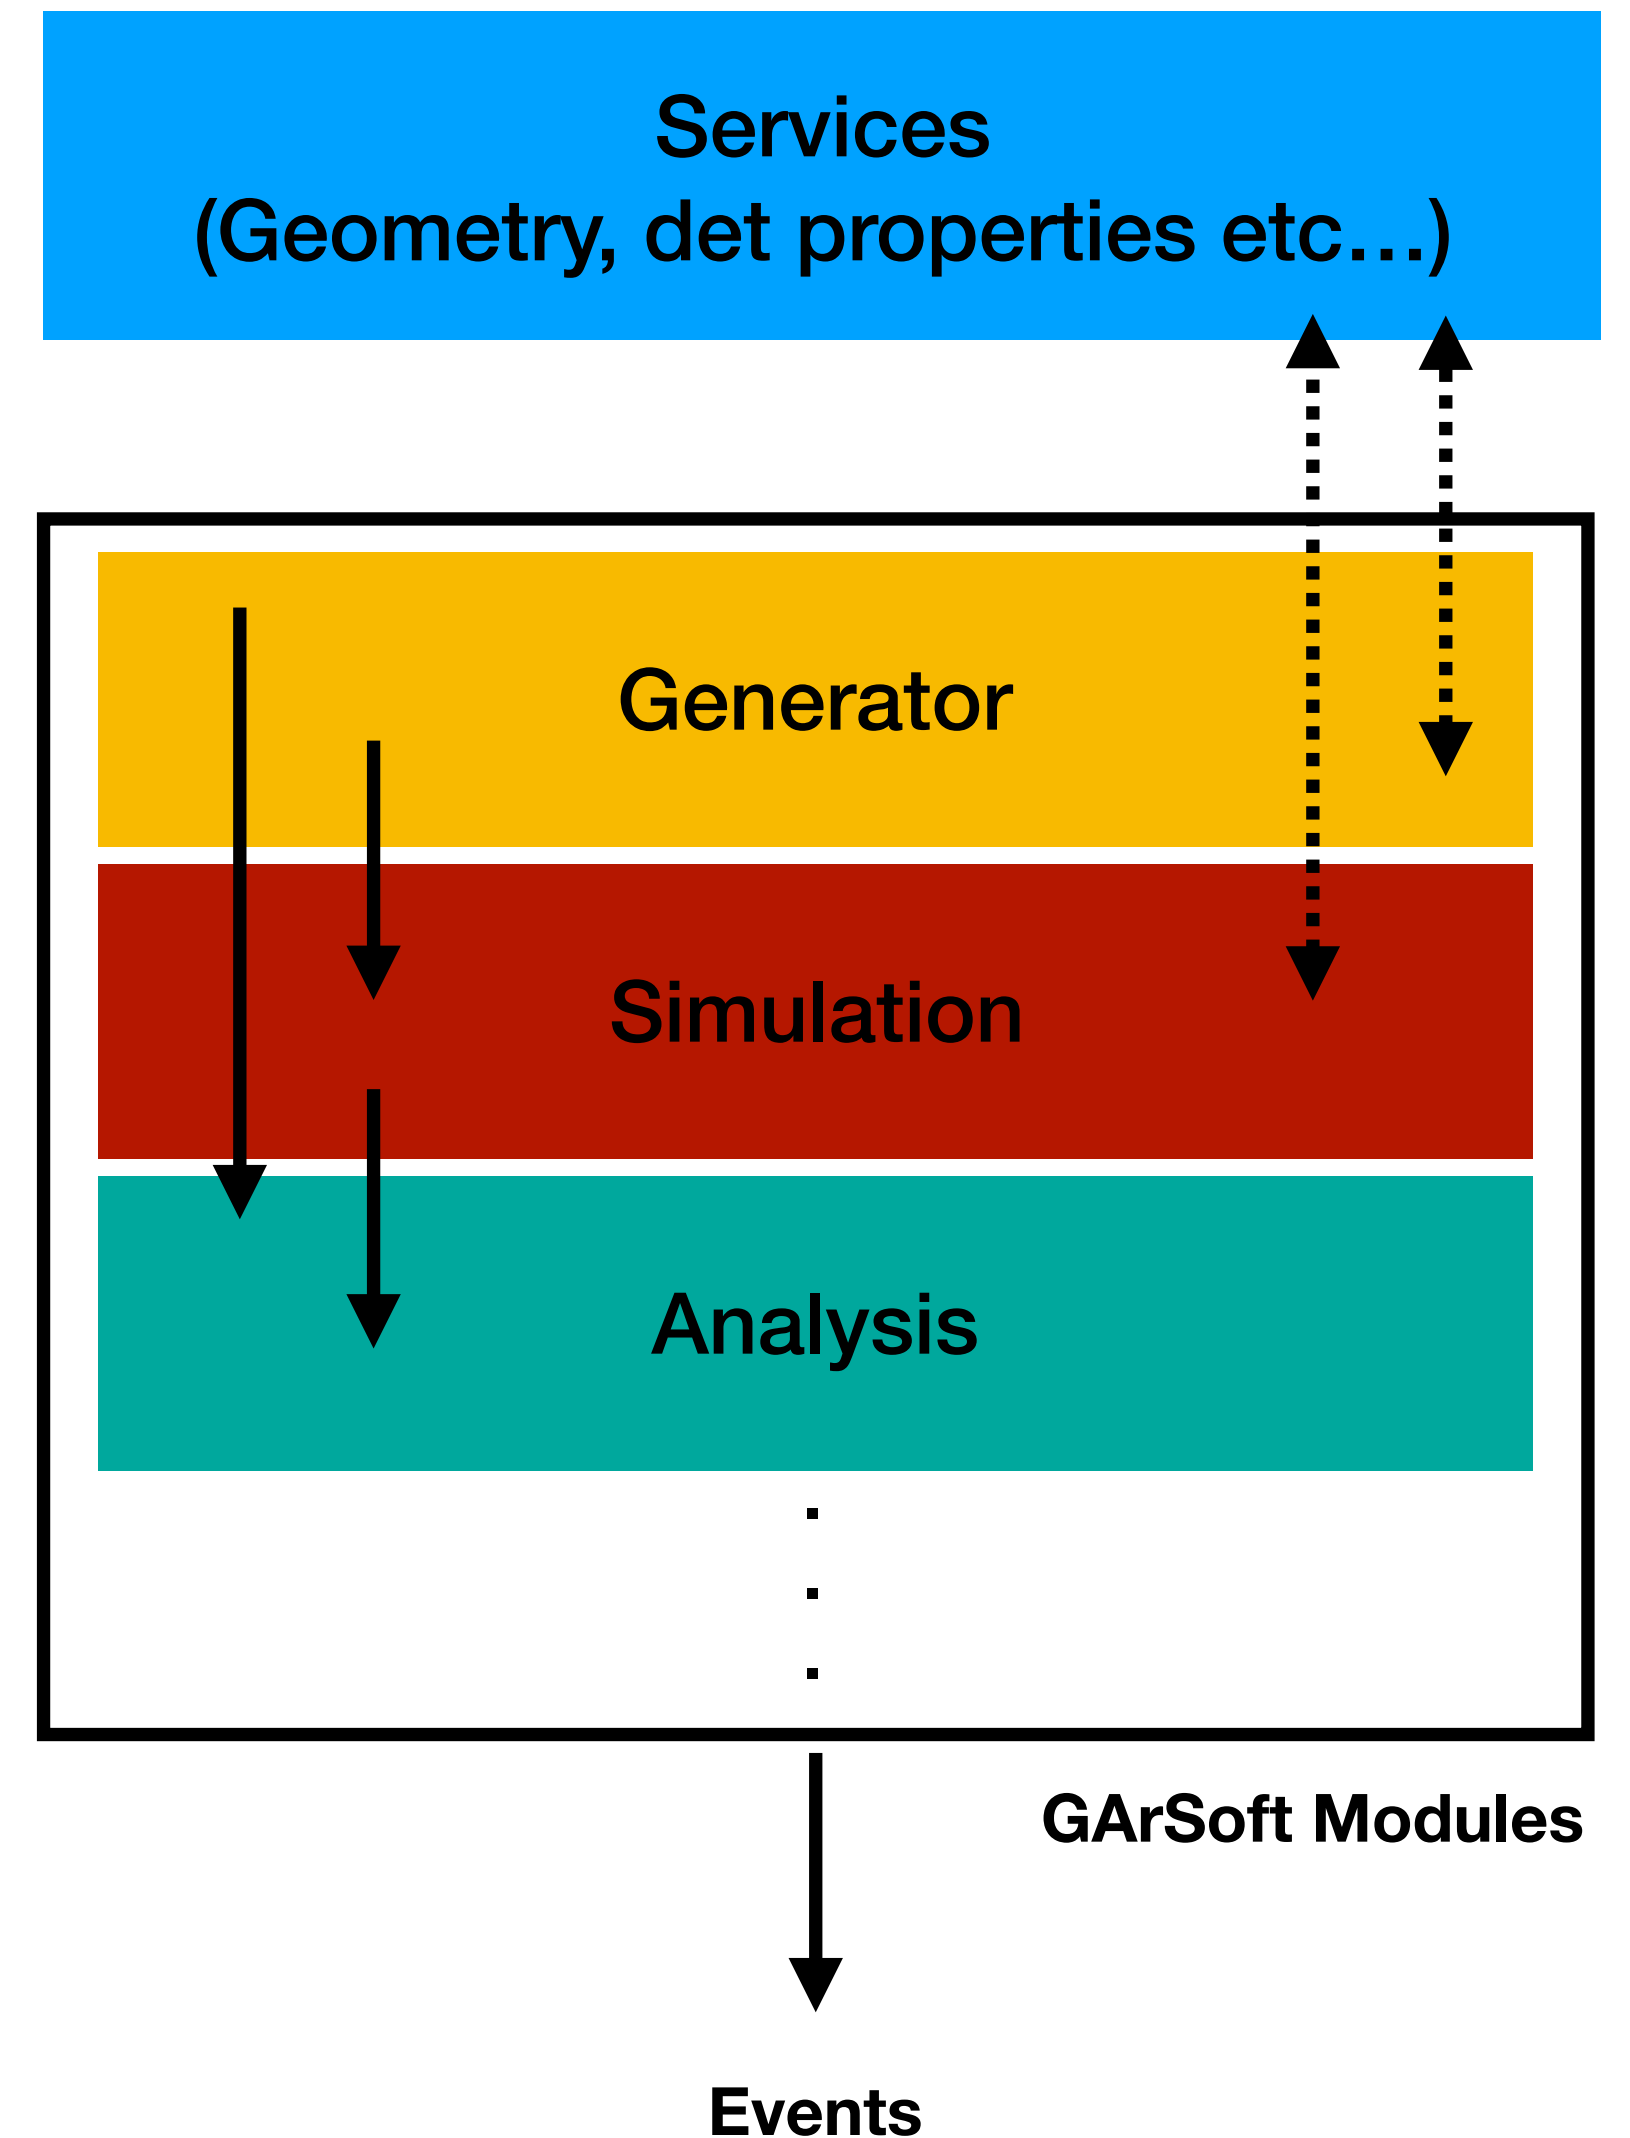 Services
(Geometry, det properties etc…)
Generator
Simulation
Analysis
.
.
.
GArSoft Modules
Events